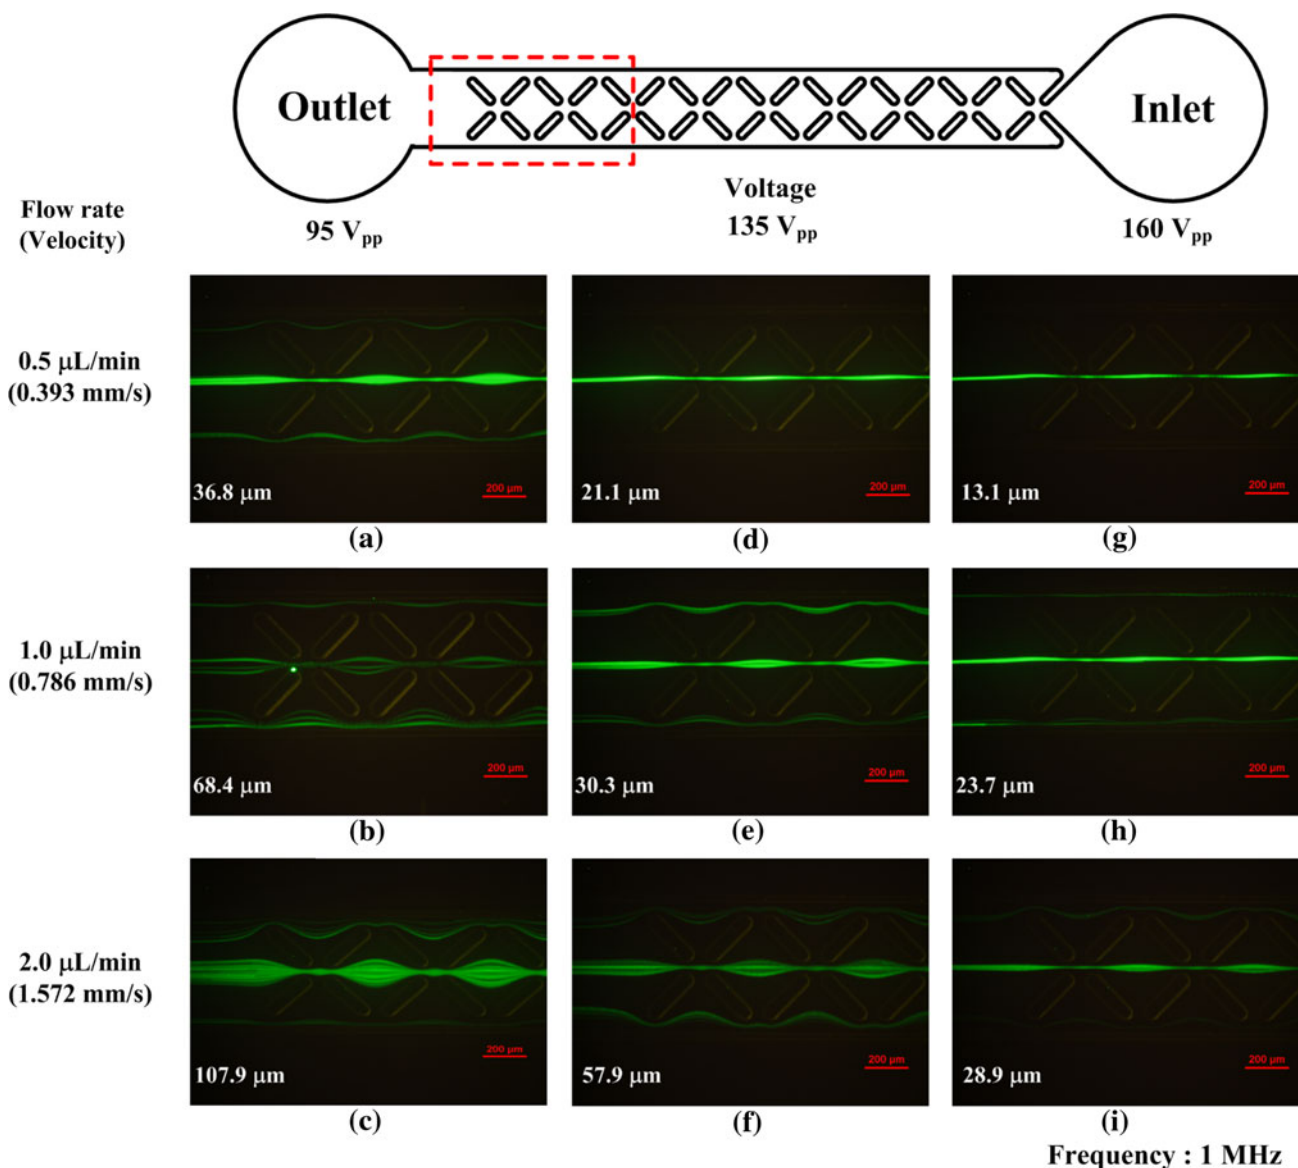 Outlet
Inlet
Flow rate
(Velocity)
Voltage
95 Vpp
135 Vpp
160 Vpp
0.5 μL/min
(0.393 mm/s)
36.8 μm
200 μm
21.1 μm
200 μm
13.1 μm
200 μm
(a)
(d)
(g)
1.0 μL/min
(0.786 mm/s)
68.4 μm
200 μm
30.3 μm
200 μm
23.7 μm
200 μm
(b)
(e)
(h)
2.0 μL/min
(1.572 mm/s)
107.9 μm
200 μm
57.9 μm
200 μm
28.9 μm
200 μm
(c)
(f)
(i)
Frequency : 1 MHz